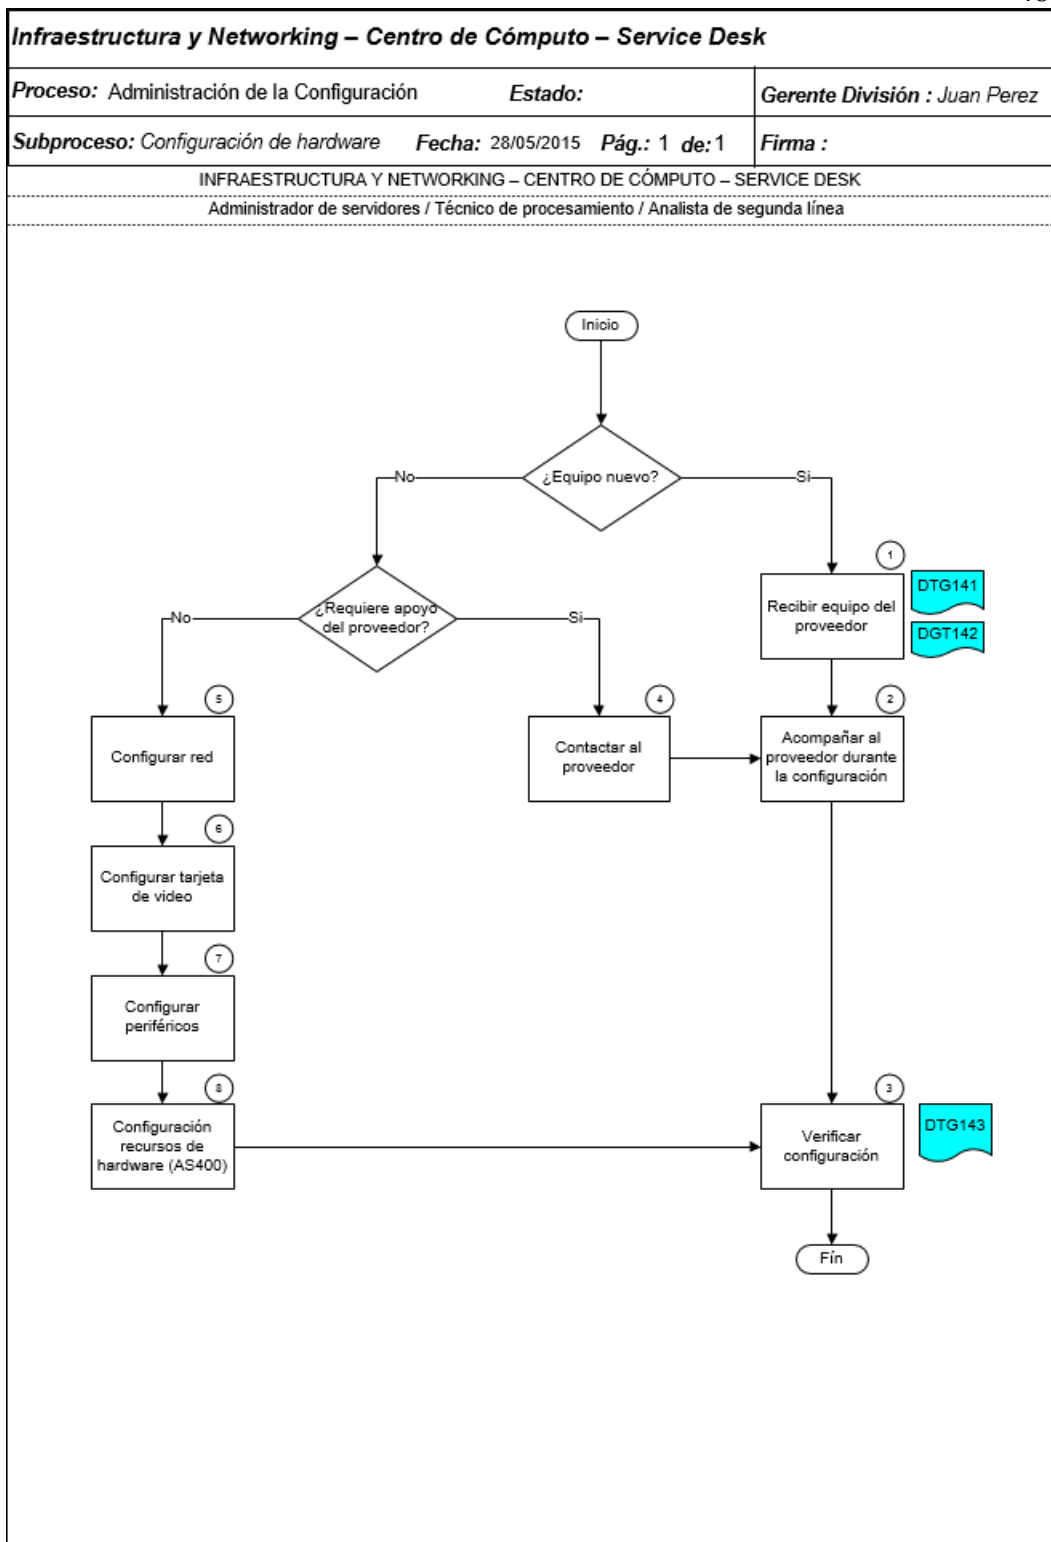 Infraestructura y Networking – Centro de Cómputo – Service Desk
Proceso: Administración de la Configuración Estado: Gerente División : Juan Perez
Subproceso: Configuración de hardware Fecha: 28/05/2015 Pág.: 1 de: 1 Firma :
INFRAESTRUCTURA Y NETWORKING – CENTRO DE CÓMPUTO – SERVICE DESK
Administrador de servidores / Técnico de procesamiento / Analista de segunda línea
Inicio
¿Equipo nuevo?
No
Si
1
Recibir equipo del
proveedor
DTG141
DGT142
¿Requiere apoyo
del proveedor?
No
Si
5
Configurar red
4
Contactar al
proveedor
2
Acompañar al
proveedor durante
la configuración
6
Configurar tarjeta
de video
7
Configurar
periféricos
8
Configuración
recursos de
hardware (AS400)
3
Verificar
configuración
DTG143
Fín